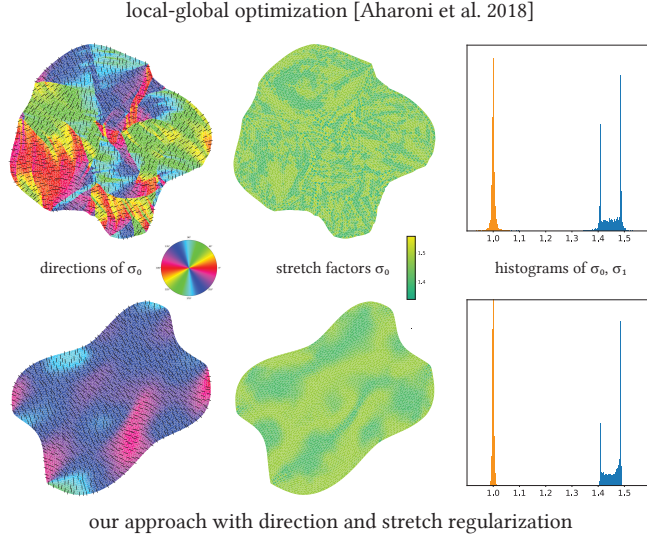 local-global optimization [Aharoni et al. 2018]
1.0 1.1 1.2 1.3 1.4 1.5
directions of σ₀
stretch factors σ₀
1.5
1.4
histograms of σ₀, σ₁
1.0 1.1 1.2 1.3 1.4 1.5
our approach with direction and stretch regularization